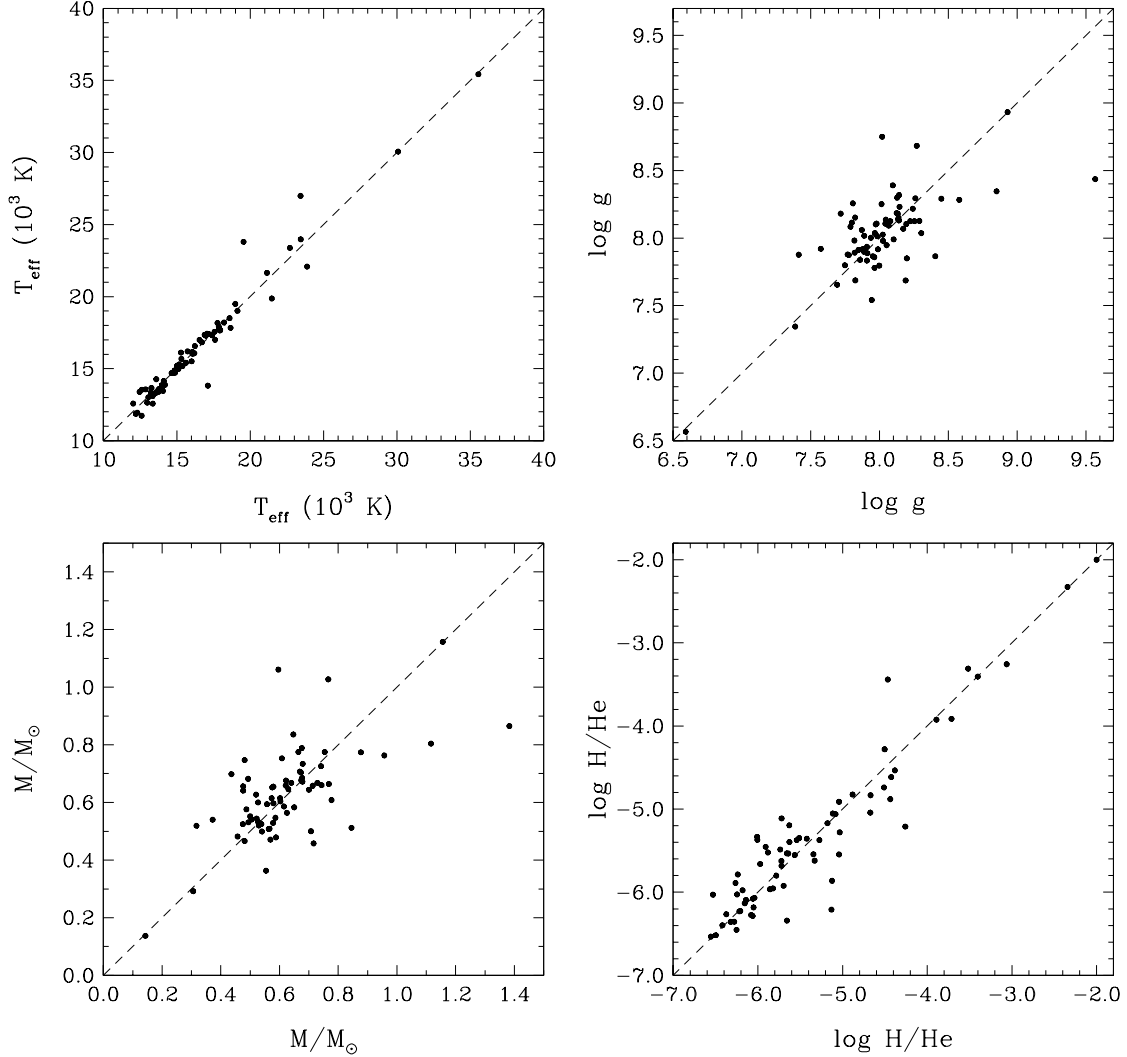 40
35
30
25
20
15
10
T_eff (10^3 K)
10 15 20 25 30 35 40
T_eff (10^3 K)
9.5
9.0
8.5
8.0
7.5
7.0
6.5
log g
6.5 7.0 7.5 8.0 8.5 9.0 9.5
log g
1.4
1.2
1.0
0.8
0.6
0.4
0.2
0.0
M/M☉
0.0 0.2 0.4 0.6 0.8 1.0 1.2 1.4
M/M☉
−2.0
−3.0
−4.0
−5.0
−6.0
−7.0
log H/He
−7.0 −6.0 −5.0 −4.0 −3.0 −2.0
log H/He